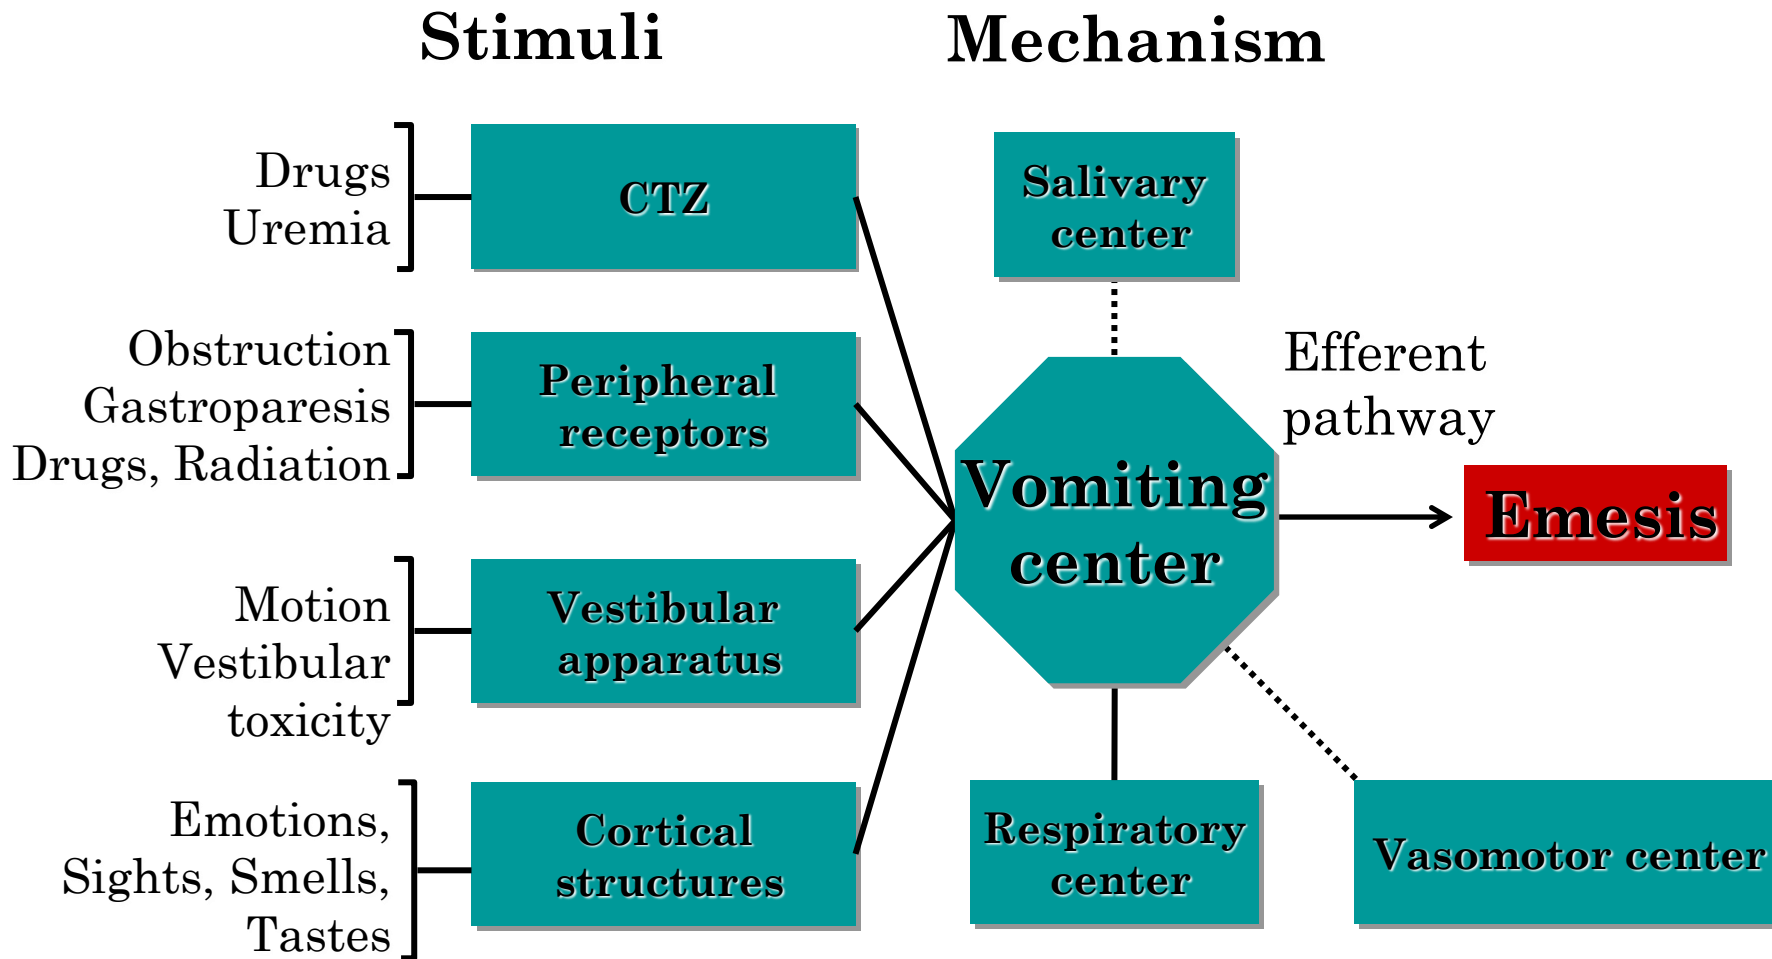 Stimuli
Mechanism
Drugs
Uremia
CTZ
Obstruction
Gastroparesis
Drugs, Radiation
Peripheral
receptors
Motion
Vestibular
toxicity
Vestibular
apparatus
Emotions,
Sights, Smells,
Tastes
Cortical
structures
Salivary
center
Vomiting
center
Efferent
pathway
Emesis
Respiratory
center
Vasomotor center